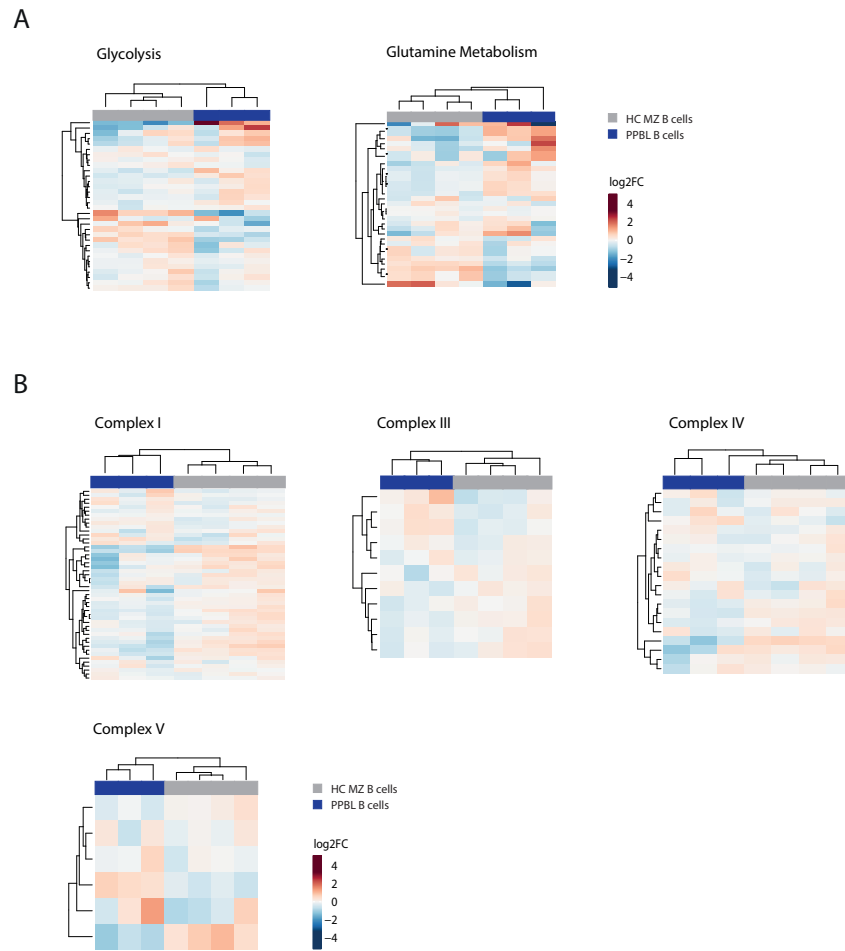 A
Glycolysis
Glutamine Metabolism
HC MZ B cells
PPBL B cells
log2FC
4
2
0
−2
−4
B
Complex I
Complex III
Complex IV
Complex V
HC MZ B cells
PPBL B cells
log2FC
4
2
0
−2
−4